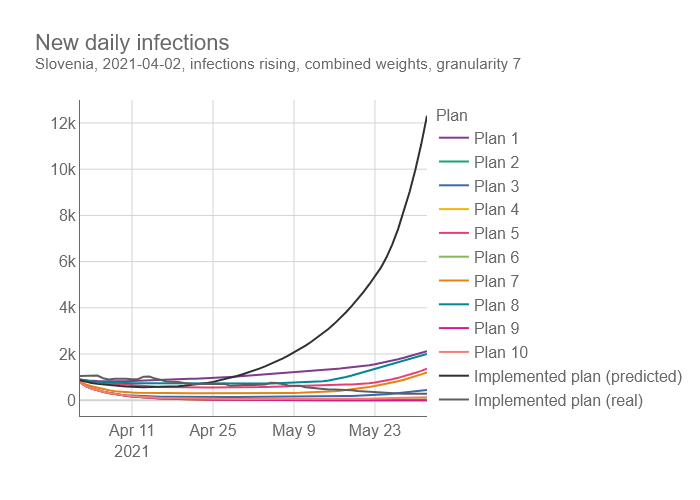 New daily infections
Slovenia, 2021-04-02, infections rising, combined weights, granularity 7
12k
10k
8k
6k
4k
2k
0
Apr 11
2021
Apr 25
May 9
May 23
Plan
Plan 1
Plan 2
Plan 3
Plan 4
Plan 5
Plan 6
Plan 7
Plan 8
Plan 9
Plan 10
Implemented plan (predicted)
Implemented plan (real)